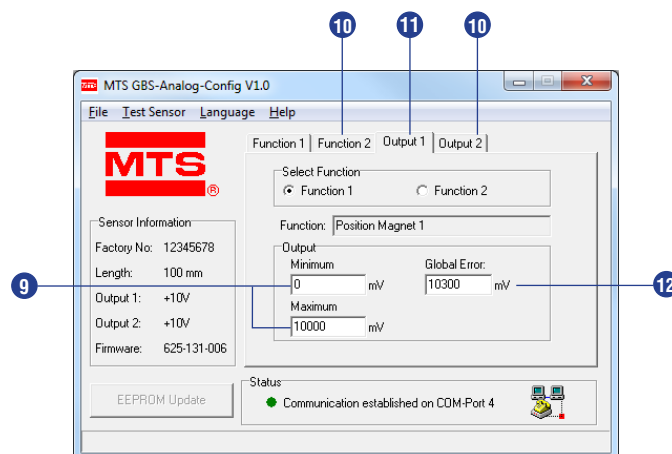 10 11 10
MTS MTS GBS-Analog-Config V1.0
File Test Sensor Language Help
Function 1 Function 2 Output 1 Output 2
MTS
®
Select Function
Function 1 Function 2
Function: Position Magnet 1
Sensor Information
Factory No: 12345678
Length: 100 mm
Output 1: +10V
Output 2: +10V
Firmware: 625-131-006
Output
Minimum Global Error:
0 mV 10300 mV
Maximum
10000 mV
9
12
EEPROM Update
Status
Communication established on COM-Port 4